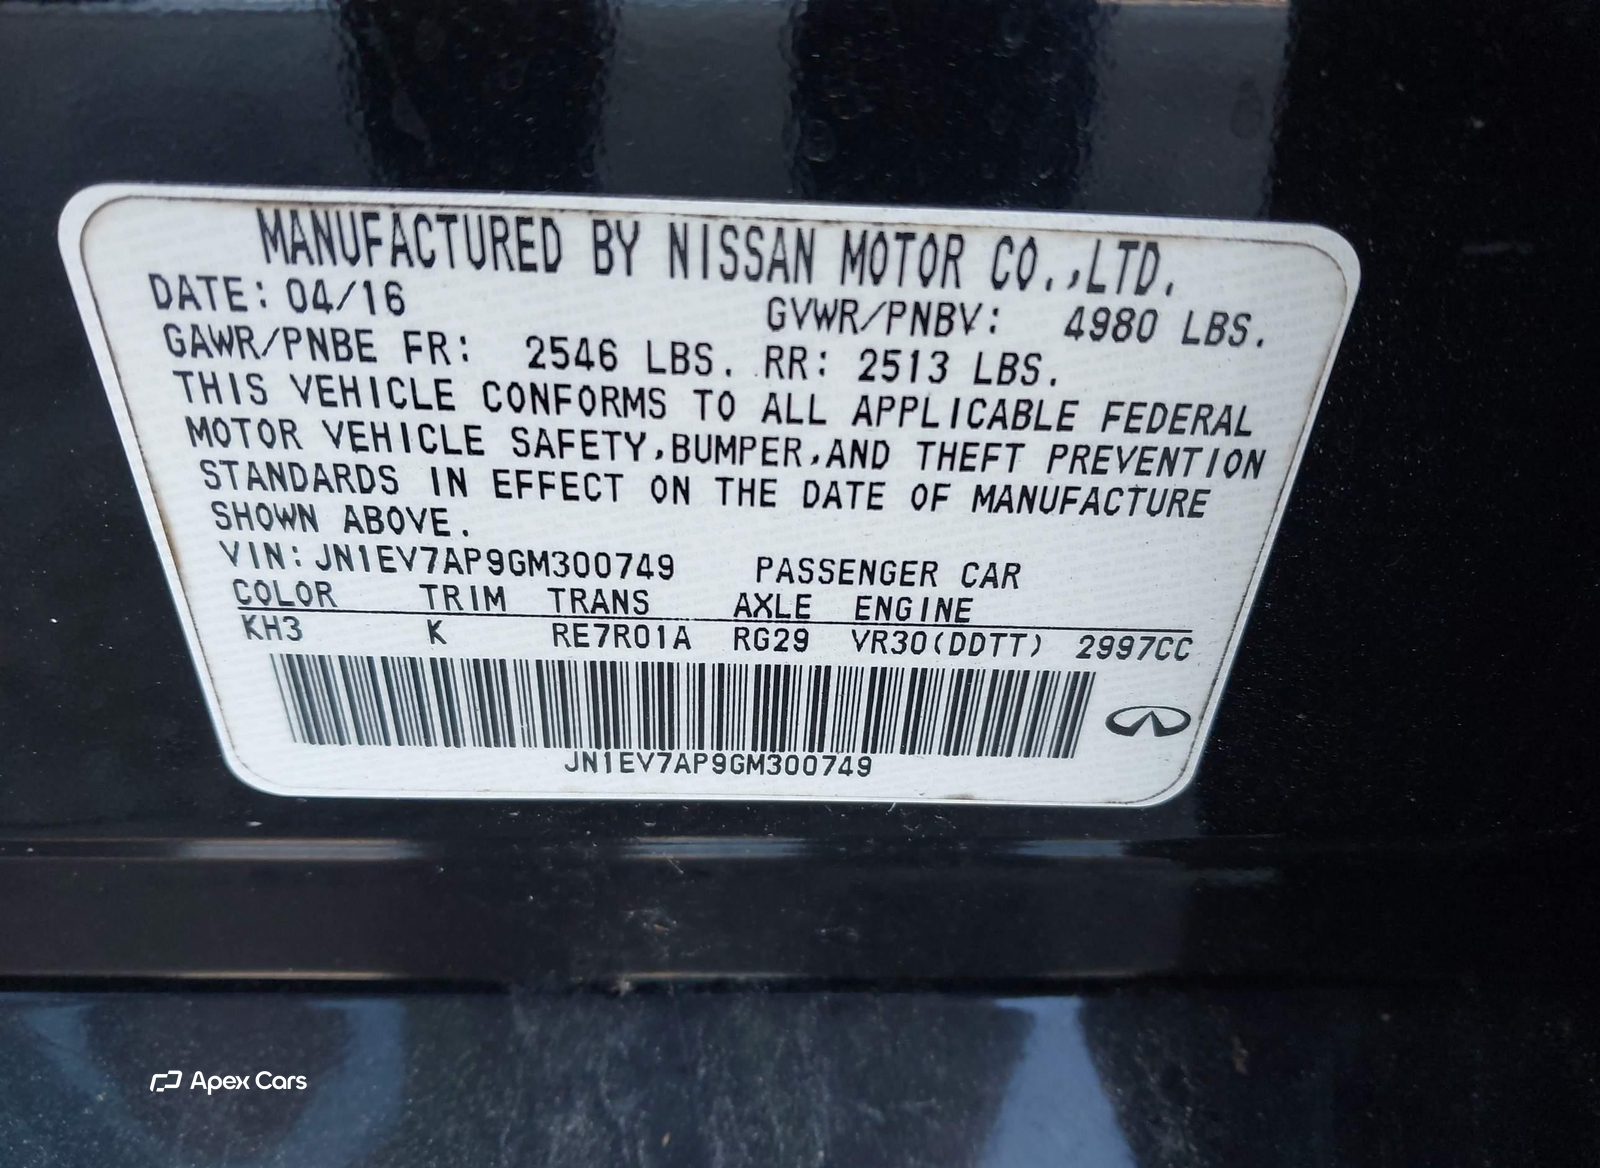 MANUFACTURED BY NISSAN MOTOR CO.,LTD.
DATE: 04/16 GVWR/PNBV: 4980 LBS.
GAWR/PNBE FR: 2546 LBS. RR: 2513 LBS.
THIS VEHICLE CONFORMS TO ALL APPLICABLE FEDERAL
MOTOR VEHICLE SAFETY,BUMPER,AND THEFT PREVENTION
STANDARDS IN EFFECT ON THE DATE OF MANUFACTURE
SHOWN ABOVE.
VIN: JN1EV7AP9GM300749 PASSENGER CAR
COLOR TRIM TRANS AXLE ENGINE
KH3 K RE7R01A RG29 VR30(DDTT) 2997CC
JN1EV7AP9GM300749
Apex Cars